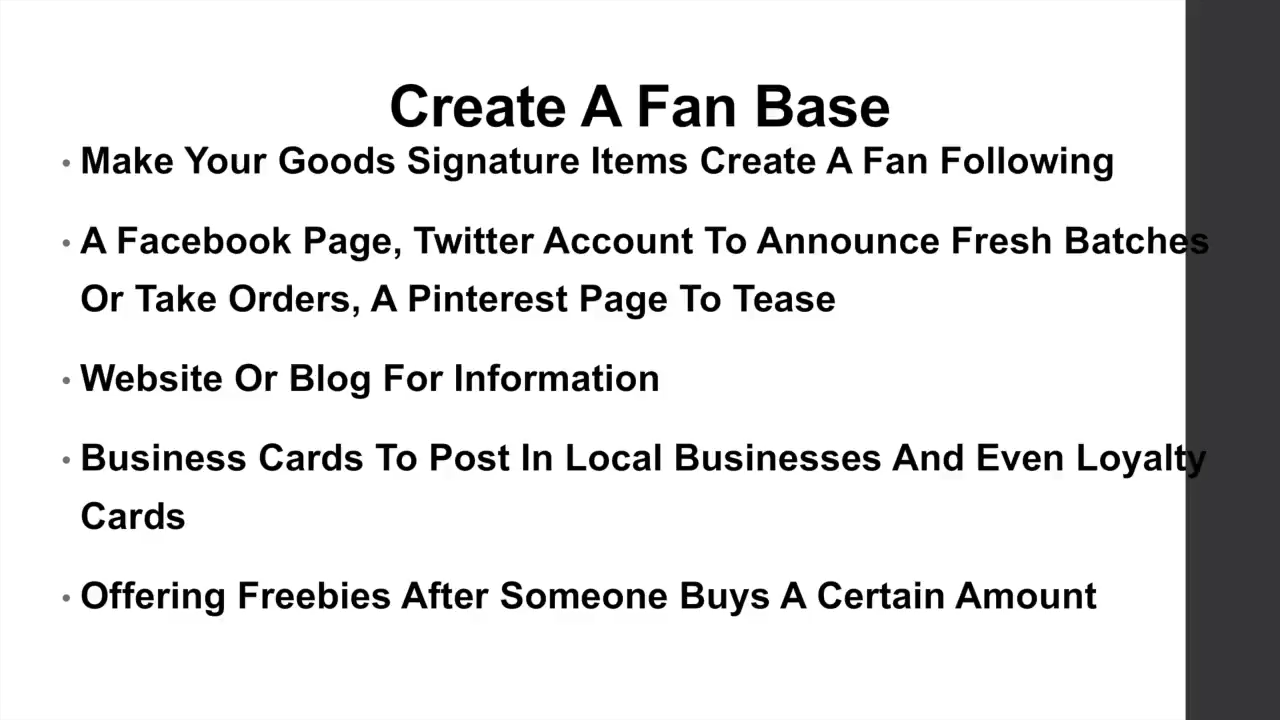 Create A Fan Base
• Make Your Goods Signature Items Create A Fan Following
• A Facebook Page, Twitter Account To Announce Fresh Batches
Or Take Orders, A Pinterest Page To Tease
• Website Or Blog For Information
• Business Cards To Post In Local Businesses And Even Loyalty
Cards
• Offering Freebies After Someone Buys A Certain Amount